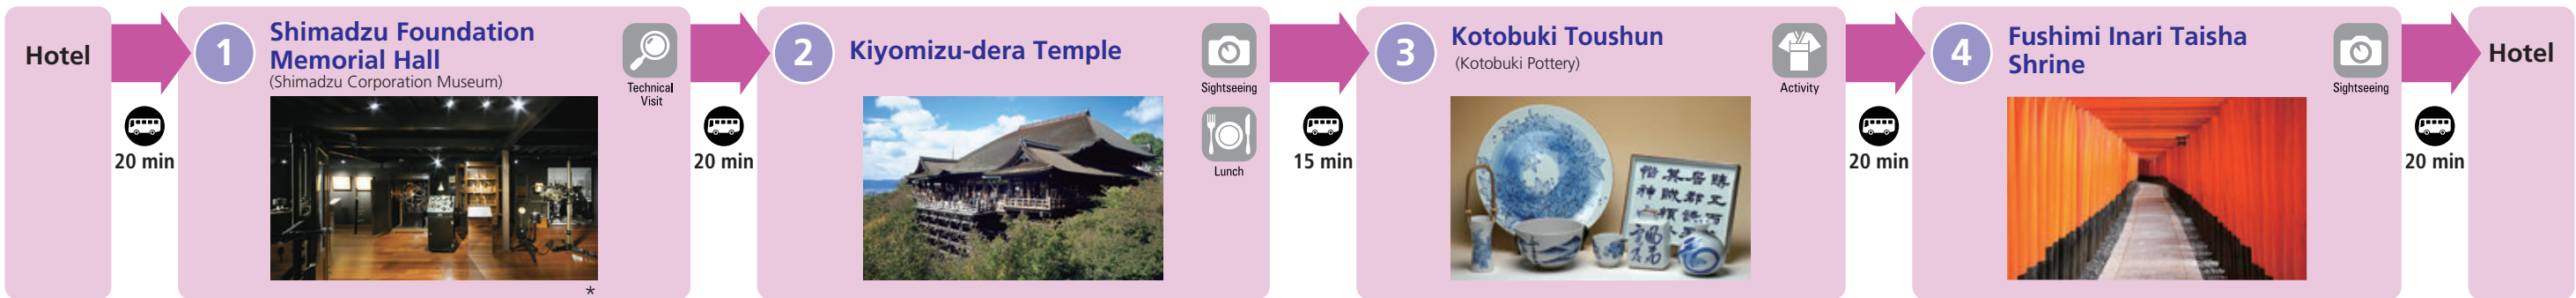 Hotel
20 min
1
Shimadzu Foundation
Memorial Hall
(Shimadzu Corporation Museum)
Technical
Visit
*
20 min
2
Kiyomizu-dera Temple
Sightseeing
Lunch
15 min
3
Kotobuki Toushun
(Kotobuki Pottery)
Activity
20 min
4
Fushimi Inari Taisha
Shrine
Sightseeing
20 min
Hotel